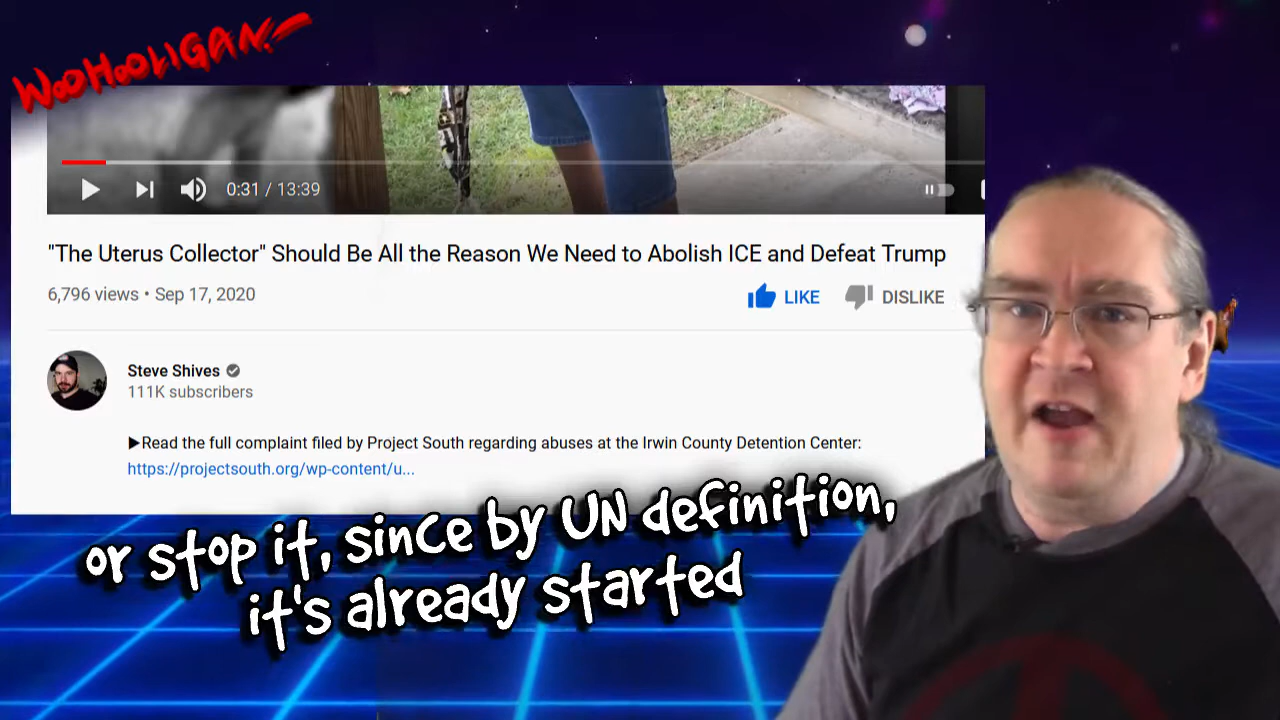 WOOHOOLIGAN
0:31 / 13:39
"The Uterus Collector" Should Be All the Reason We Need to Abolish ICE and Defeat Trump
6,796 views • Sep 17, 2020
LIKE DISLIKE
Steve Shives
111K subscribers
▶Read the full complaint filed by Project South regarding abuses at the Irwin County Detention Center:
https://projectsouth.org/wp-content/u...
or stop it, since by UN definition,
it's already started